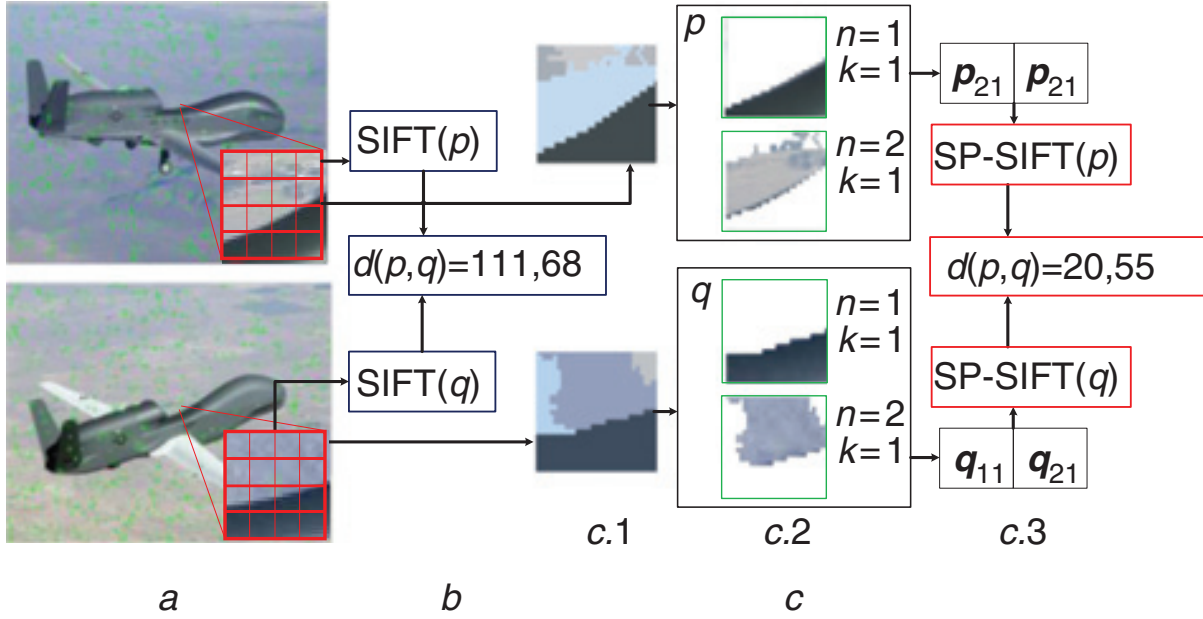 p
n=1
k=1
n=2
k=1
p21 p21
SIFT(p)
SP-SIFT(p)
d(p,q)=111,68
d(p,q)=20,55
q
n=1
k=1
n=2
k=1
SIFT(q)
SP-SIFT(q)
q11 q21
c.1 c.2 c.3
a b c